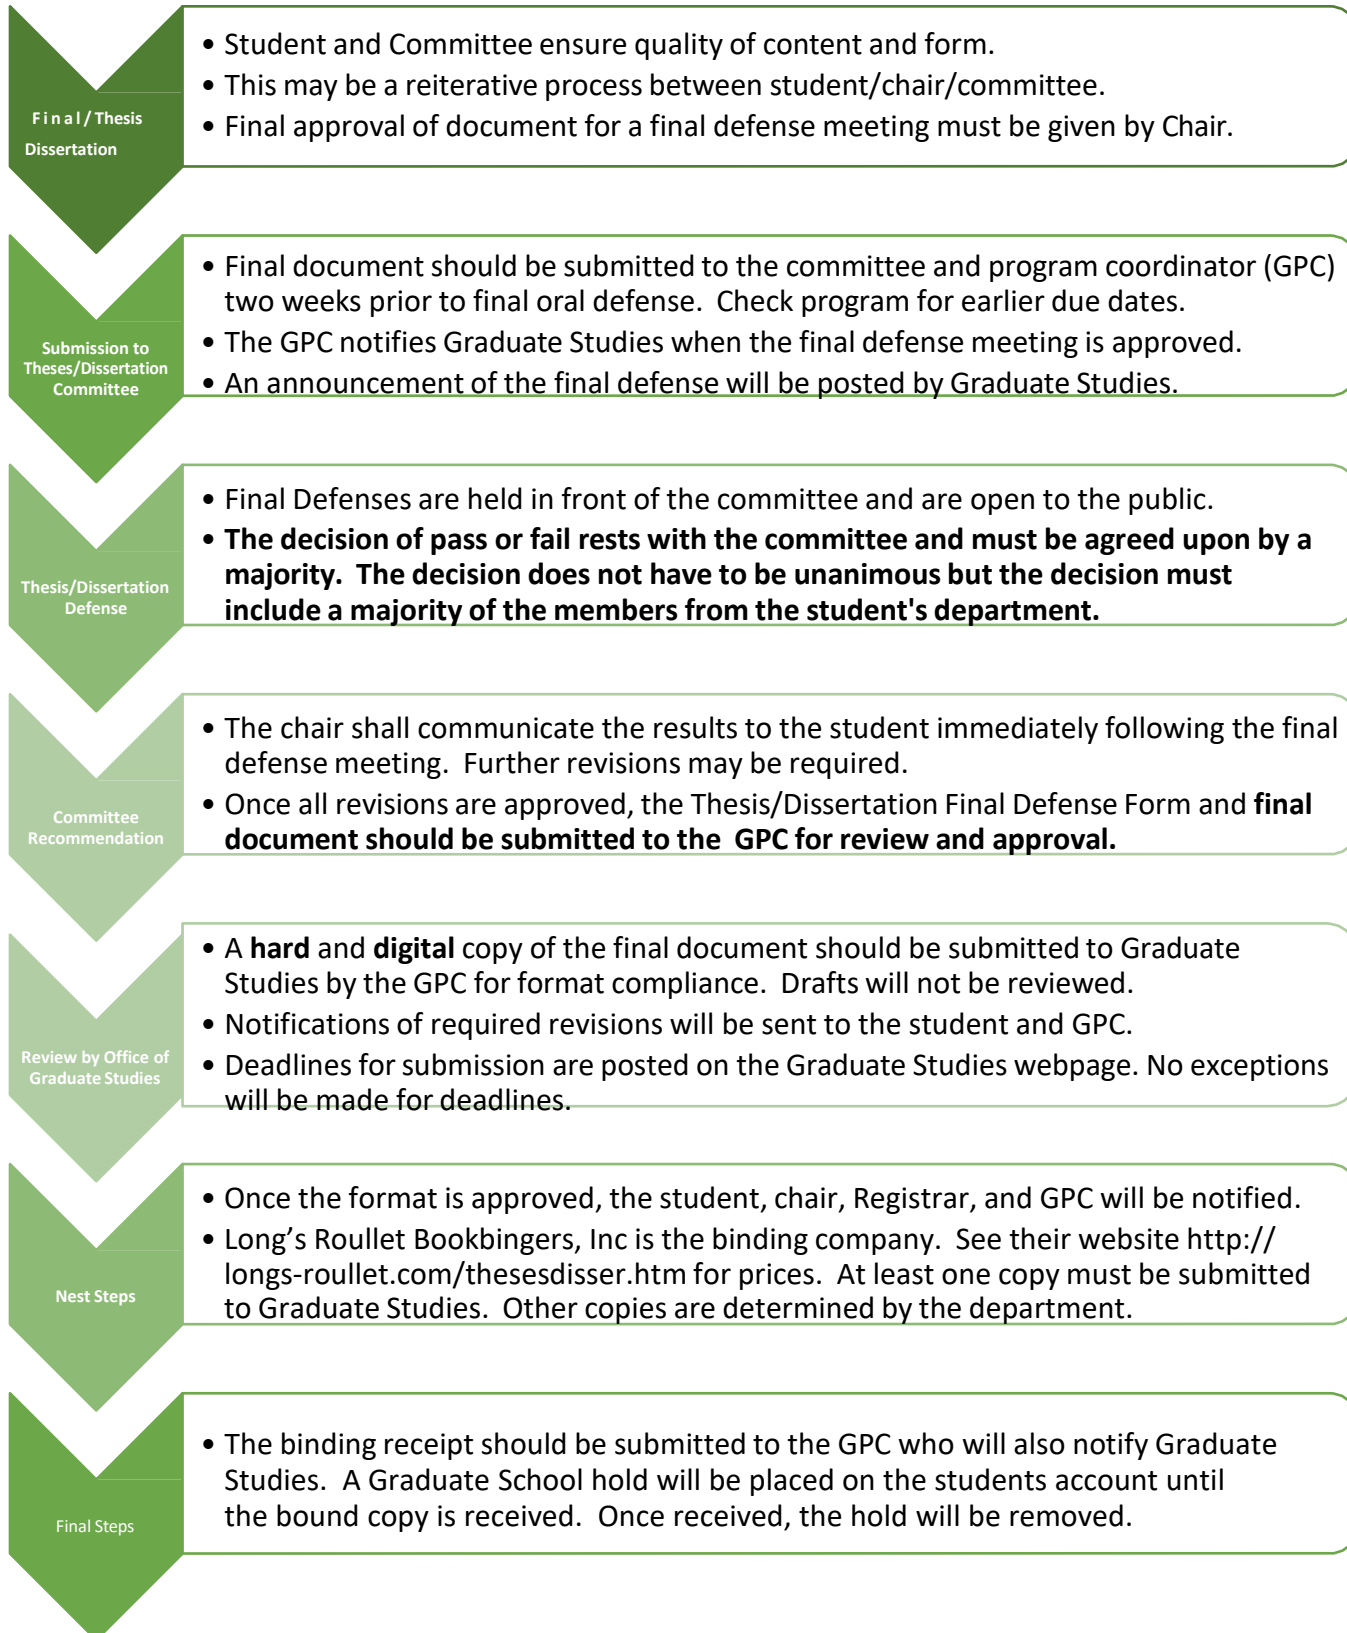 Final/Thesis
Dissertation
• Student and Committee ensure quality of content and form.
• This may be a reiterative process between student/chair/committee.
• Final approval of document for a final defense meeting must be given by Chair.
Submission to
Theses/Dissertation
Committee
• Final document should be submitted to the committee and program coordinator (GPC)
two weeks prior to final oral defense.  Check program for earlier due dates.
• The GPC notifies Graduate Studies when the final defense meeting is approved.
• An announcement of the final defense will be posted by Graduate Studies.
Thesis/Dissertation
Defense
• Final Defenses are held in front of the committee and are open to the public.
• The decision of pass or fail rests with the committee and must be agreed upon by a
majority.  The decision does not have to be unanimous but the decision must
include a majority of the members from the student's department.
Committee
Recommendation
• The chair shall communicate the results to the student immediately following the final
defense meeting.  Further revisions may be required.
• Once all revisions are approved, the Thesis/Dissertation Final Defense Form and final
document should be submitted to the  GPC for review and approval.
Review by Office of
Graduate Studies
• A hard and digital copy of the final document should be submitted to Graduate
Studies by the GPC for format compliance.  Drafts will not be reviewed.
• Notifications of required revisions will be sent to the student and GPC.
• Deadlines for submission are posted on the Graduate Studies webpage. No exceptions
will be made for deadlines.
Nest Steps
• Once the format is approved, the student, chair, Registrar, and GPC will be notified.
• Long’s Roullet Bookbingers, Inc is the binding company.  See their website http://
longs-roullet.com/thesesdisser.htm for prices.  At least one copy must be submitted
to Graduate Studies.  Other copies are determined by the department.
Final Steps
• The binding receipt should be submitted to the GPC who will also notify Graduate
Studies.  A Graduate School hold will be placed on the students account until
the bound copy is received.  Once received, the hold will be removed.